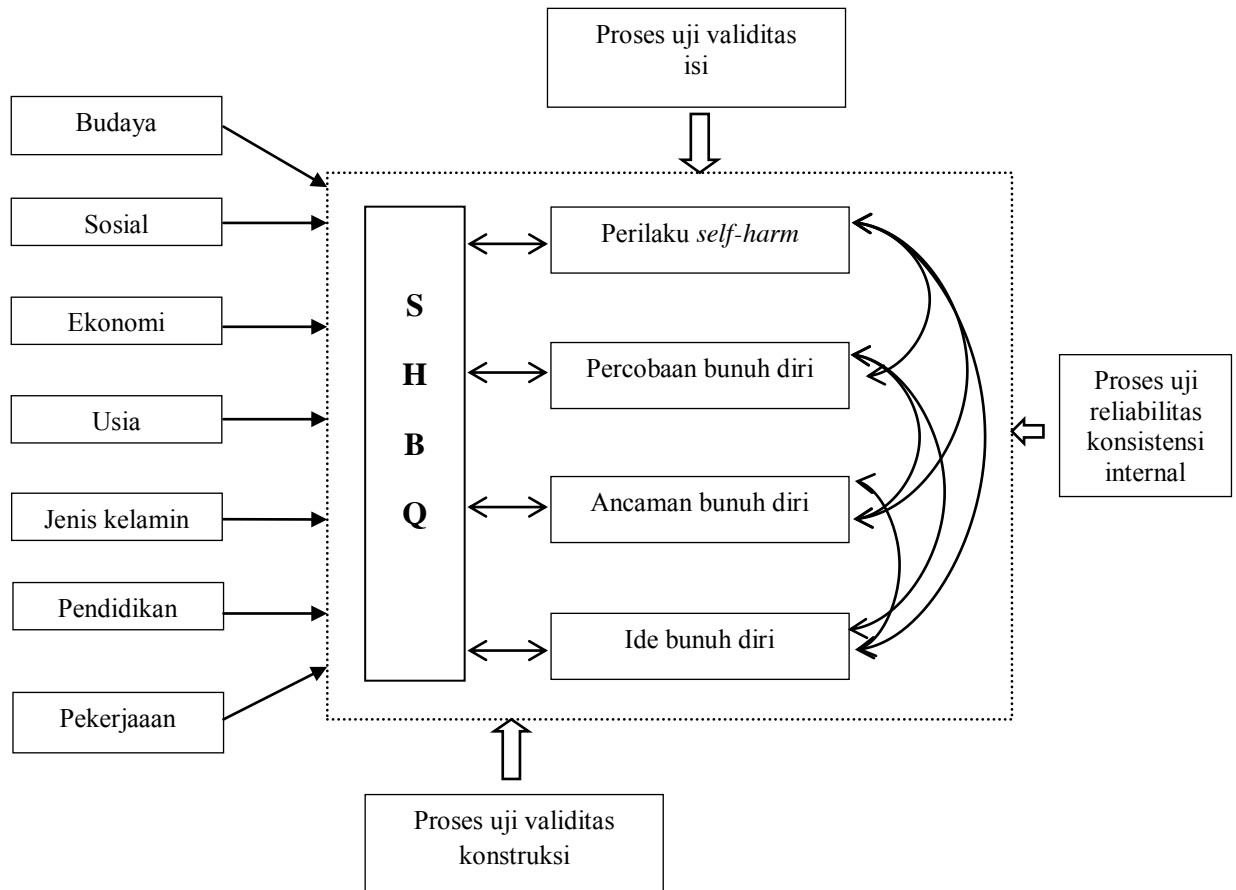 Proses uji validitas
isi
Budaya
Sosial
Ekonomi
Usia
Jenis kelamin
Pendidikan
Pekerjaaan
S
H
B
Q
Perilaku self-harm
Percobaan bunuh diri
Ancaman bunuh diri
Ide bunuh diri
Proses uji
reliabilitas
konsistensi
internal
Proses uji validitas
konstruksi